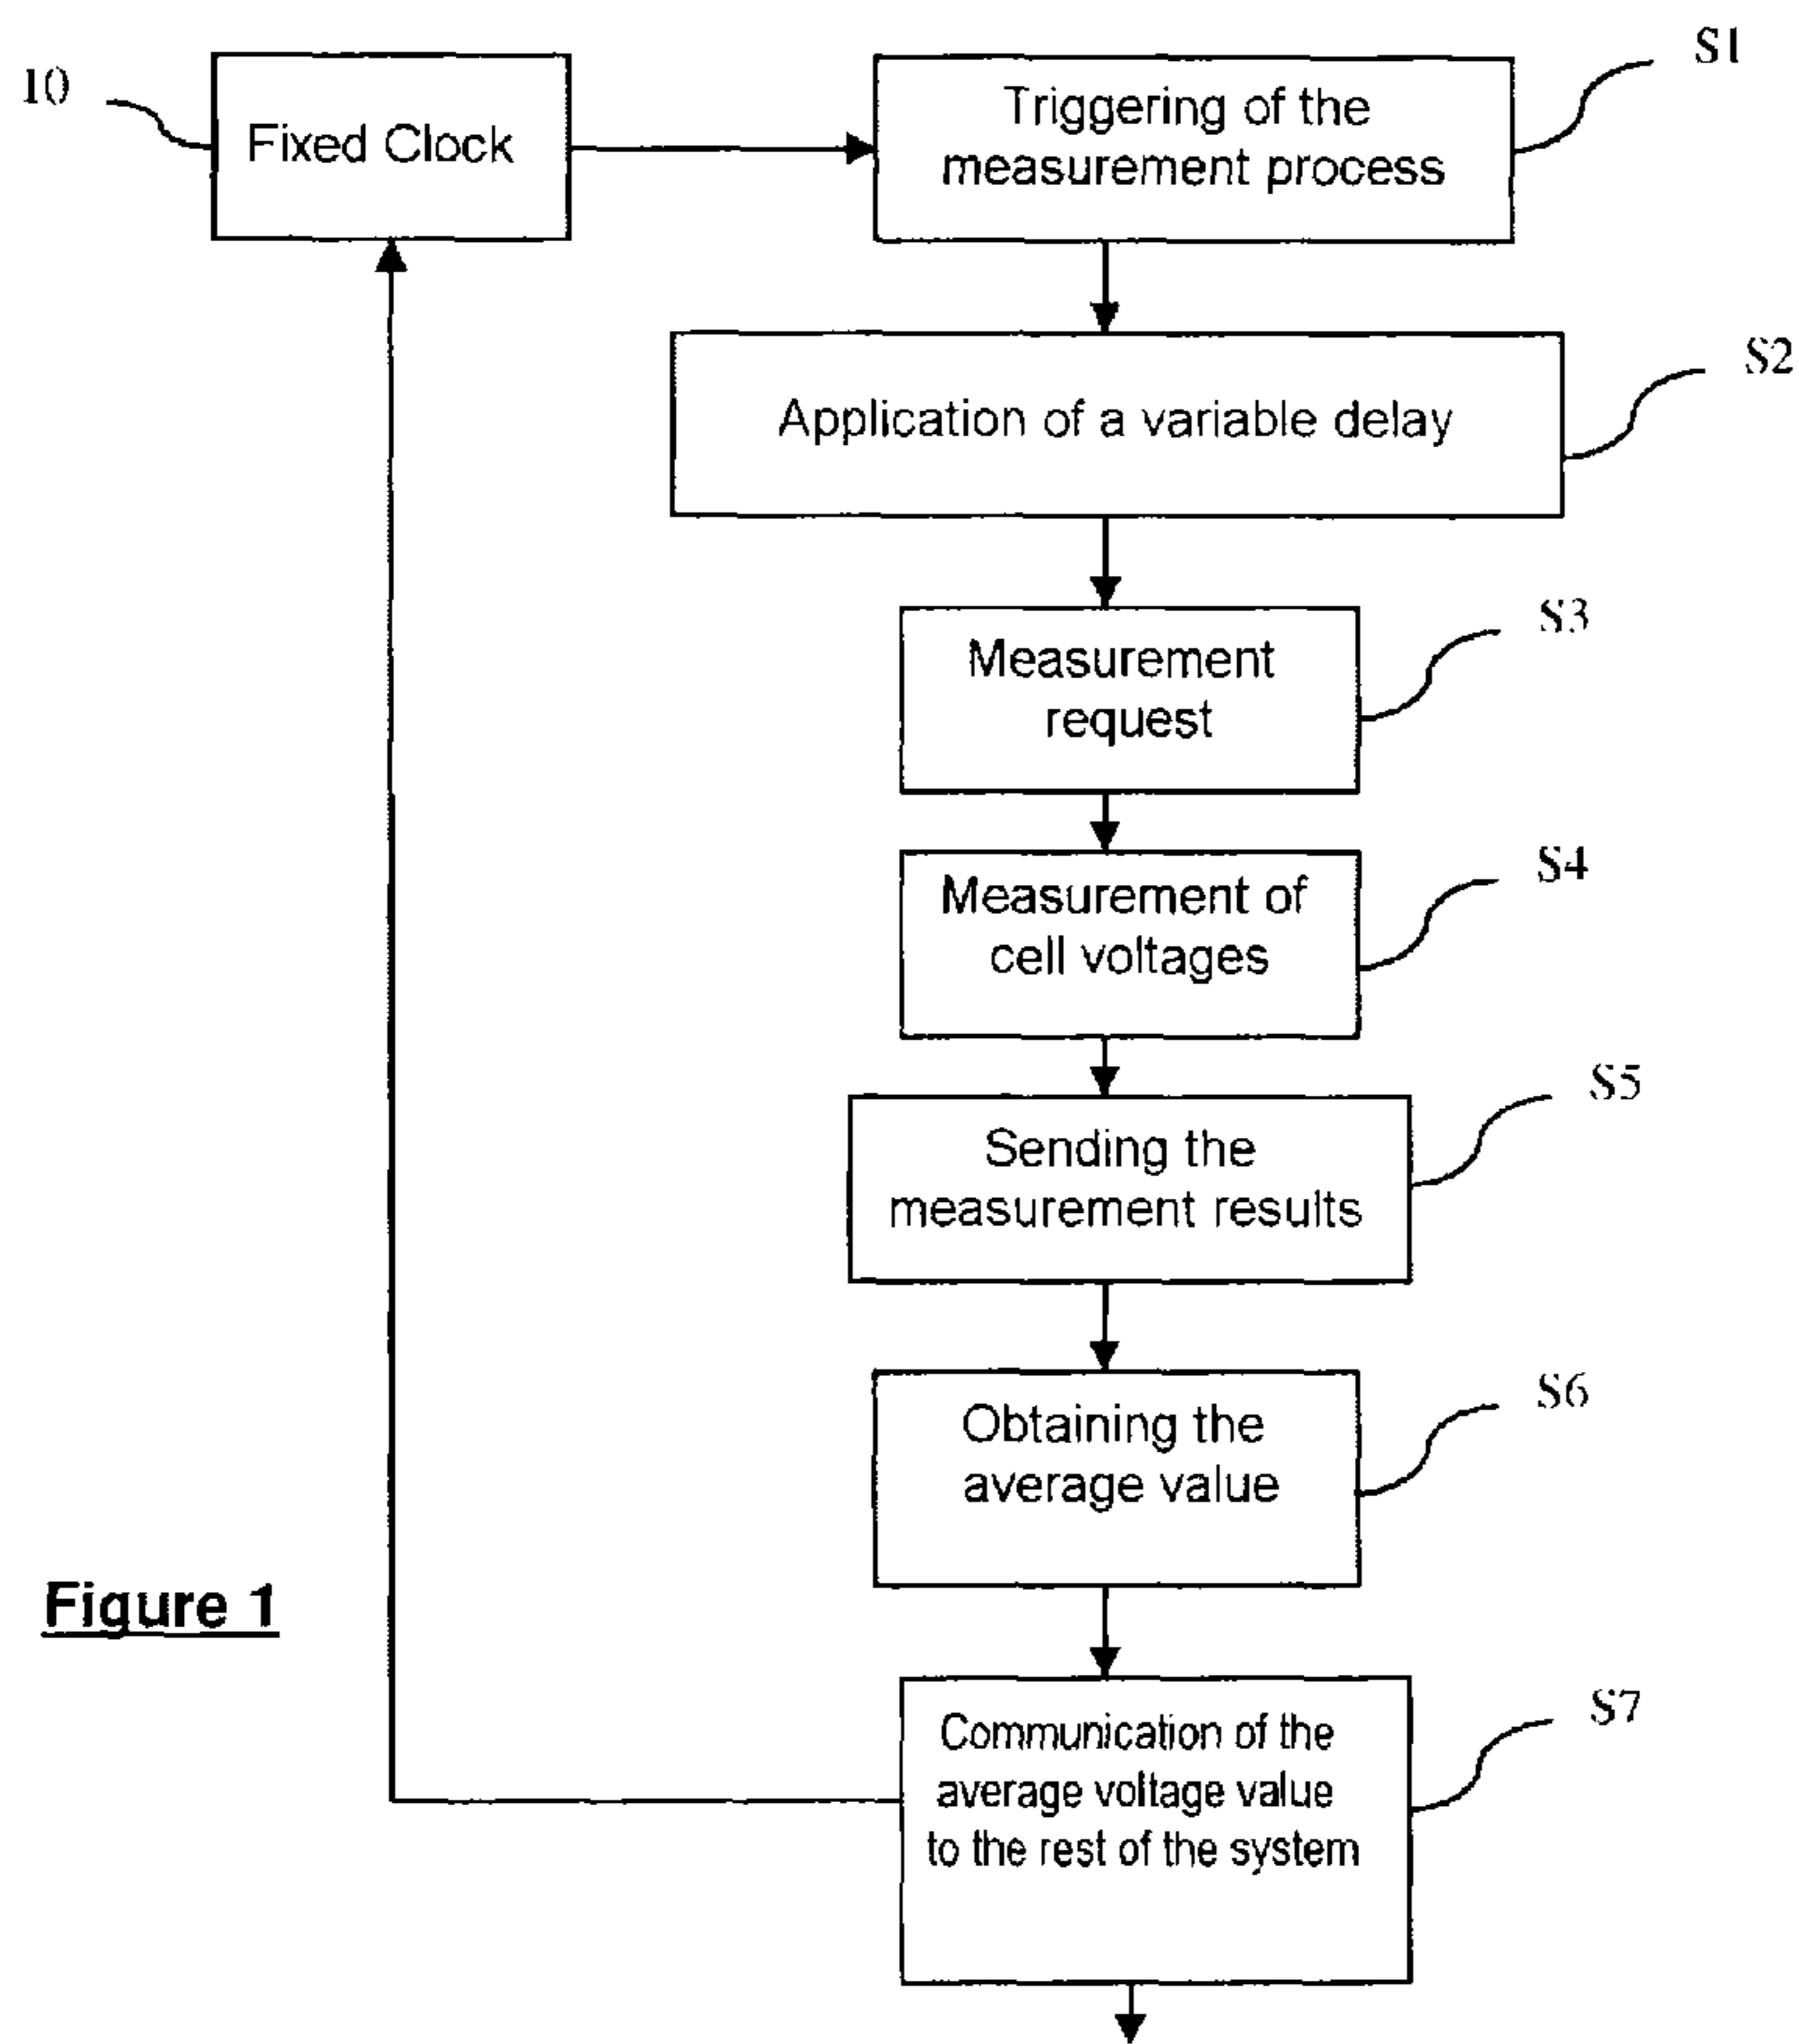 10
Fixed Clock
Triggering of the
measurement process
S1
Application of a variable delay
S2
Measurement
request
S3
Measurement of
cell voltages
S4
Sending the
measurement results
S5
Obtaining the
average value
S6
Communication of the
average voltage value
to the rest of the system
S7
Figure 1